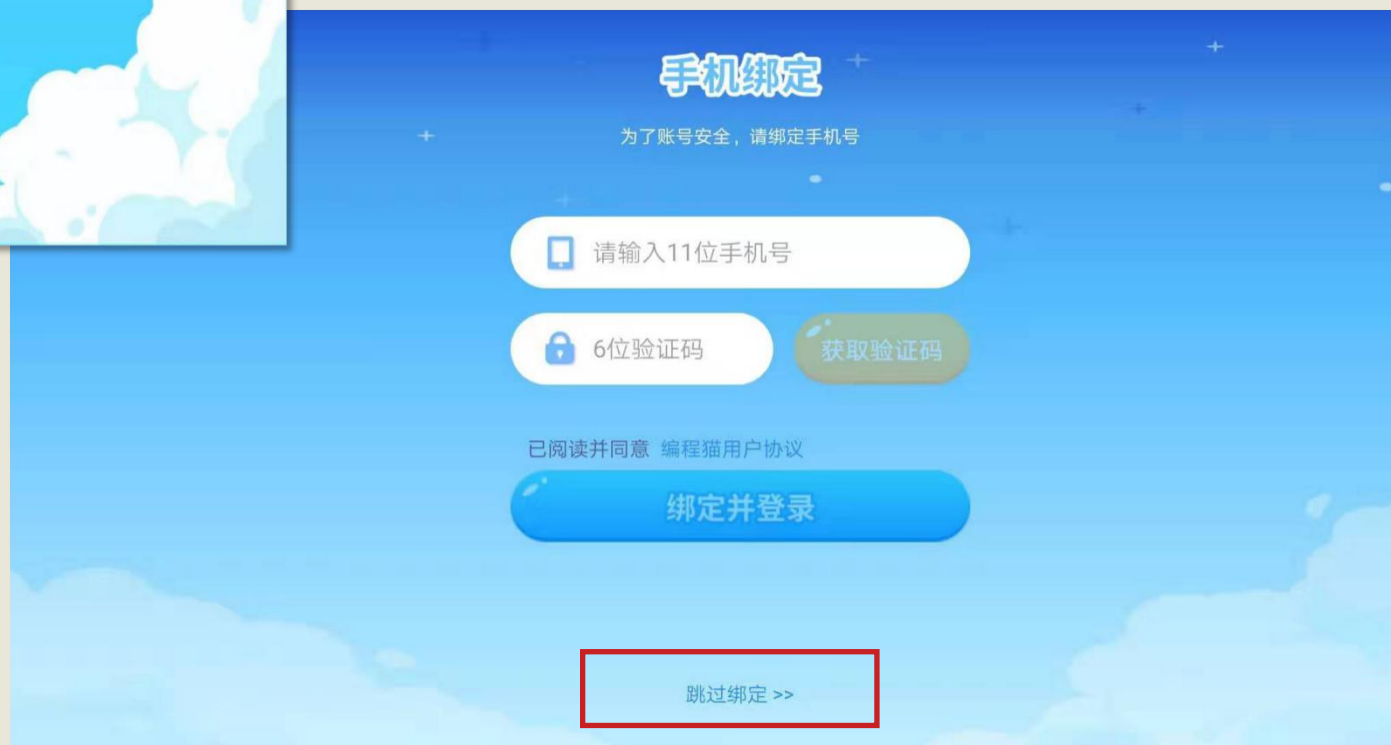 手机绑定
为了账号安全，请绑定手机号
请输入11位手机号
6位验证码
获取验证码
已阅读并同意 编程猫用户协议
绑定并登录
跳过绑定 >>